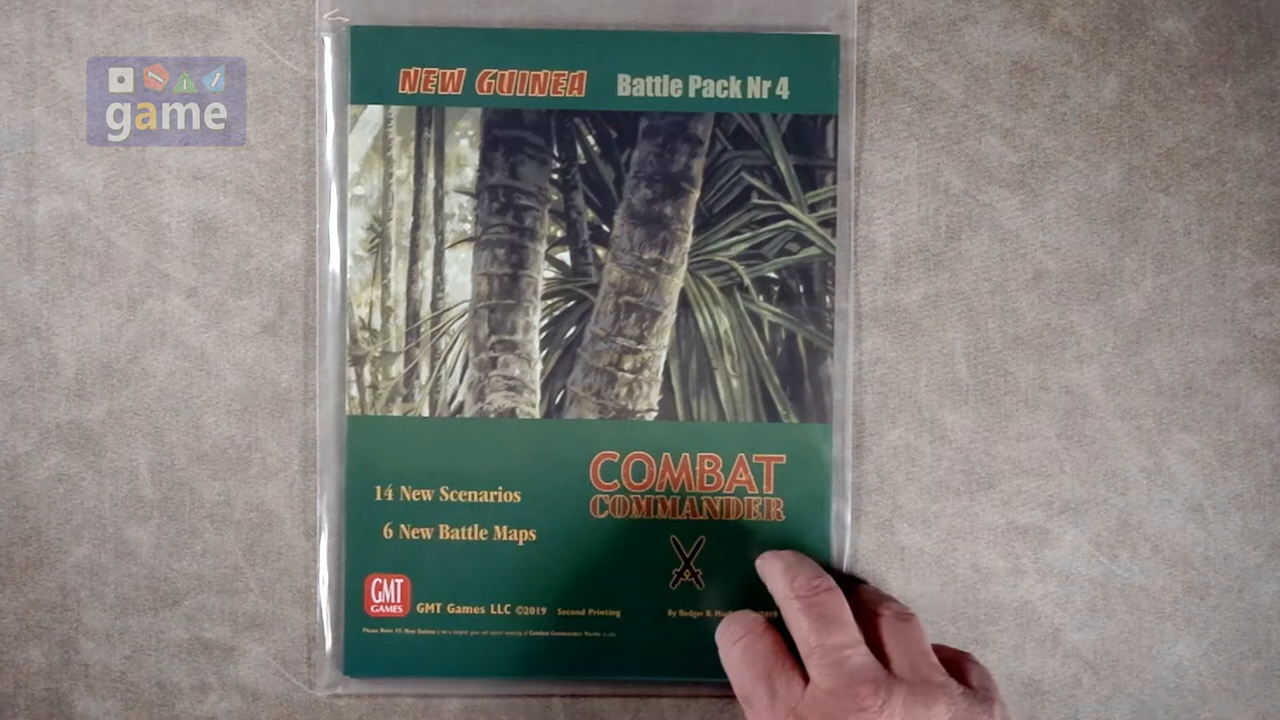 game
NEW GUINEA Battle Pack Nr 4
14 New Scenarios
6 New Battle Maps
COMBAT
COMMANDER
GMT
GAMES
GMT Games LLC ©2019 Second Printing
By